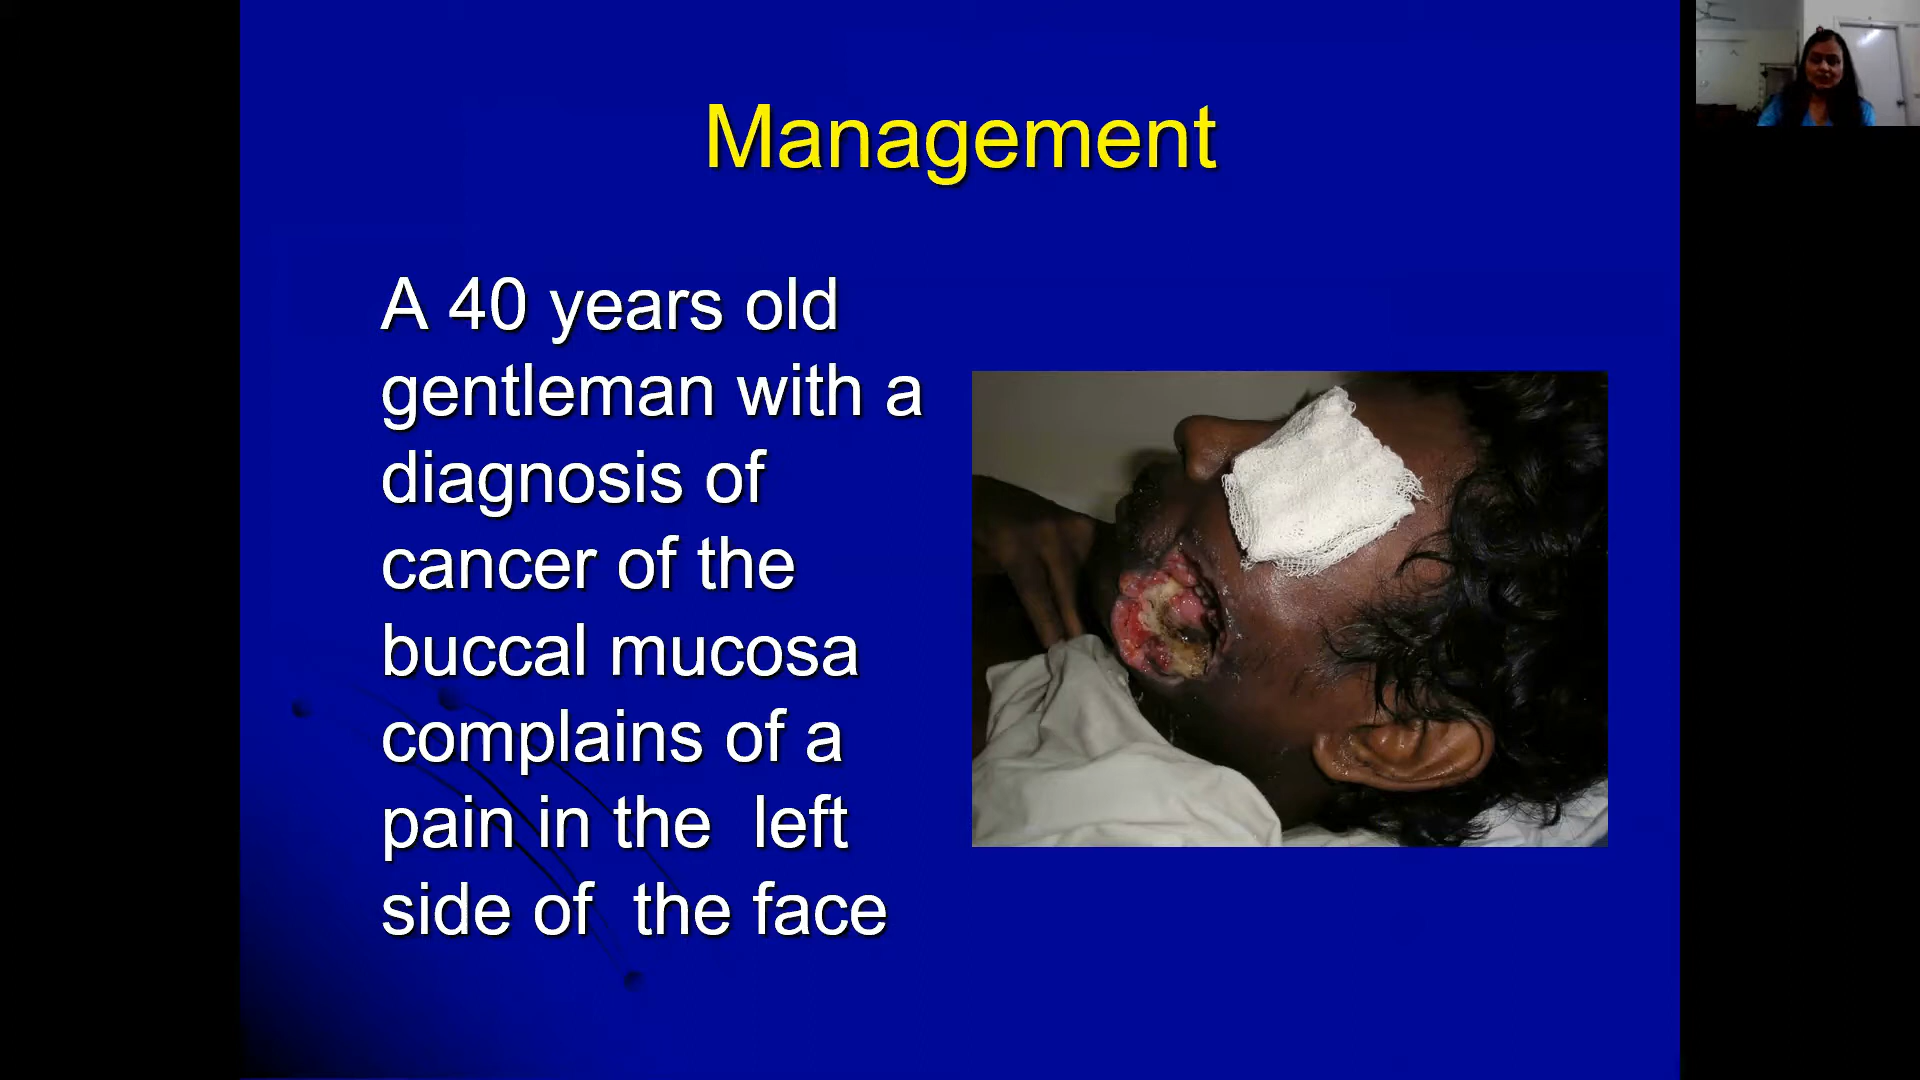 Management
A 40 years old
gentleman with a
diagnosis of
cancer of the
buccal mucosa
complains of a
pain in the  left
side of  the face